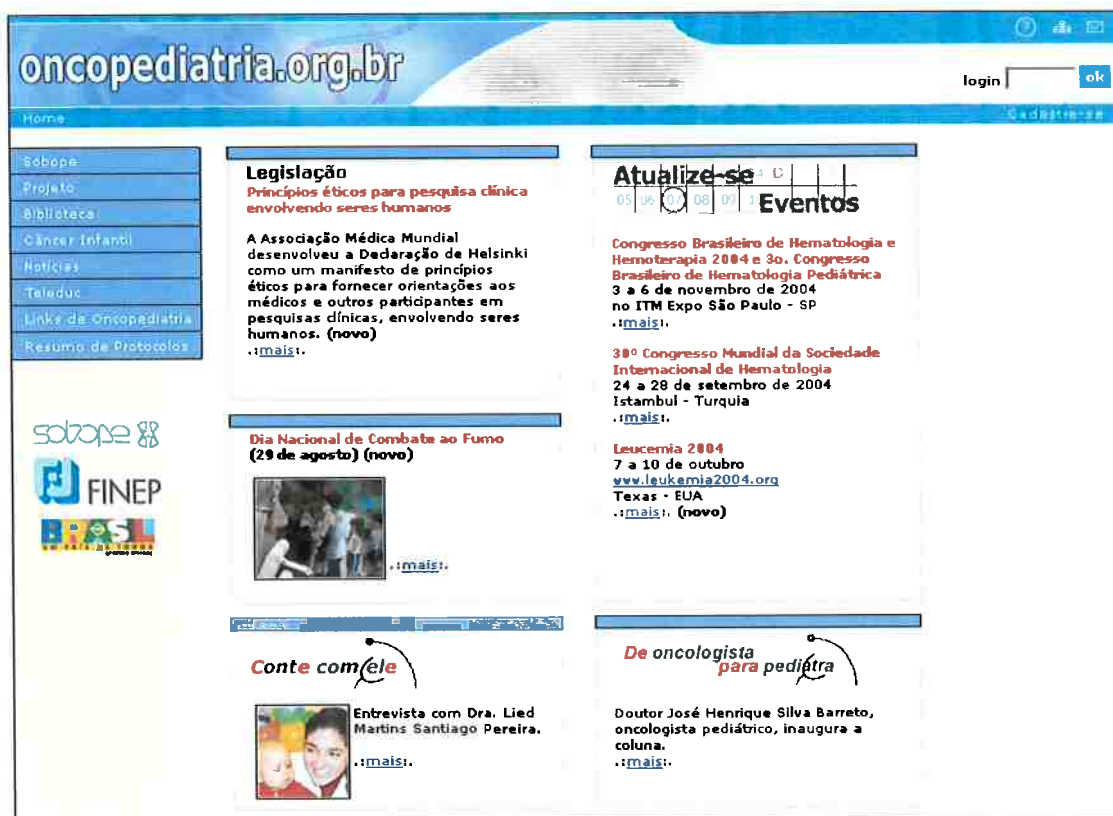 oncopediatria.org.br
login
ok
Home
Cadastre-se
Sobope
Projeto
Biblioteca
Câncer Infantil
Notícias
Teleduc
Links de Oncopediatria
Resumo de Protocolos
sobope
FINEP
BRASIL
UM PAÍS DE TODOS
Legislação
Princípios éticos para pesquisa clínica
envolvendo seres humanos
A Associação Médica Mundial
desenvolveu a Declaração de Helsinki
como um manifesto de princípios
éticos para fornecer orientações aos
médicos e outros participantes em
pesquisas clínicas, envolvendo seres
humanos. (novo)
.:mais:.
Dia Nacional de Combate ao Fumo
(29 de agosto) (novo)
.:mais:.
Conte com ele
Entrevista com Dra. Lied
Martins Santiago Pereira.
.:mais:.
Atualize-se
05 06 07 08 09
Eventos
Congresso Brasileiro de Hematologia e
Hemoterapia 2004 e 3o. Congresso
Brasileiro de Hematologia Pediátrica
3 a 6 de novembro de 2004
no ITM Expo São Paulo - SP
.:mais:.
30º Congresso Mundial da Sociedade
Internacional de Hematologia
24 a 28 de setembro de 2004
Istambul - Turquia
.:mais:.
Leucemia 2004
7 a 10 de outubro
www.leukemia2004.org
Texas - EUA
.:mais:. (novo)
De oncologista
para pediatra
Doutor José Henrique Silva Barreto,
oncologista pediátrico, inaugura a
coluna.
.:mais:.